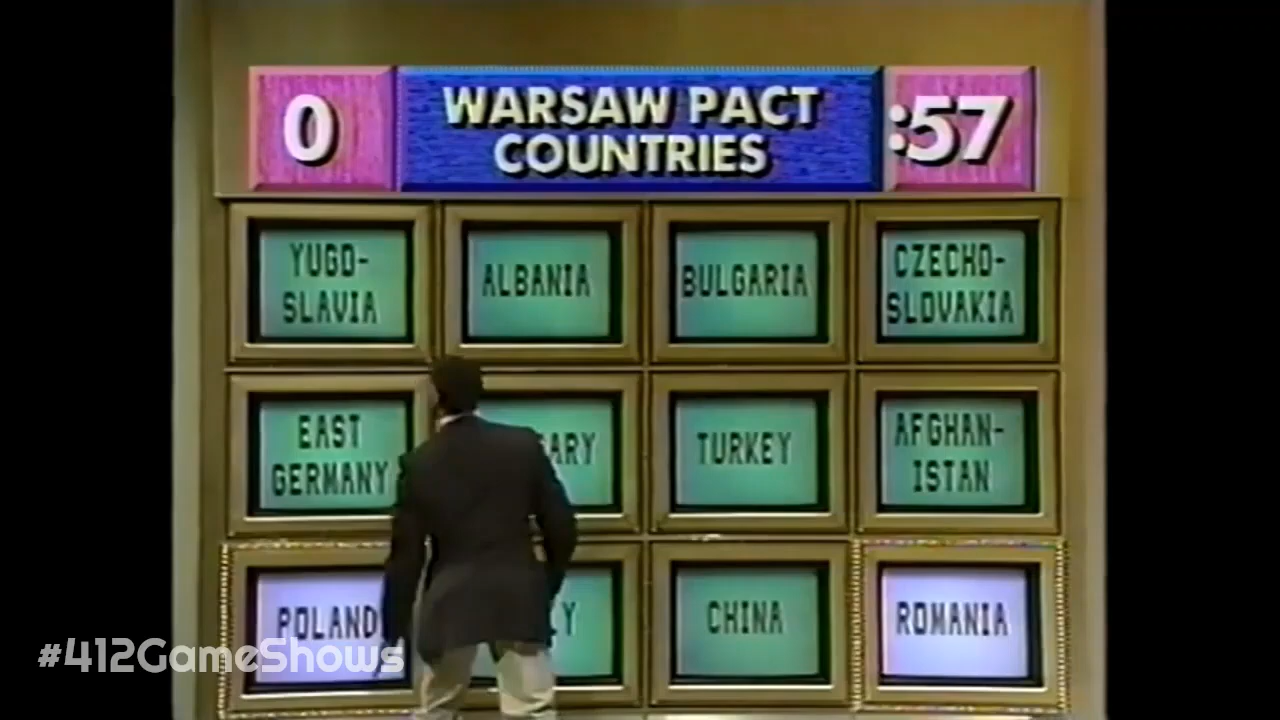 0
WARSAW PACT
COUNTRIES
:57
YUGO-
SLAVIA
ALBANIA
BULGARIA
CZECHO-
SLOVAKIA
EAST
GERMANY
ARY
TURKEY
AFGHAN-
ISTAN
POLAND
Y
CHINA
ROMANIA
#412GameShows